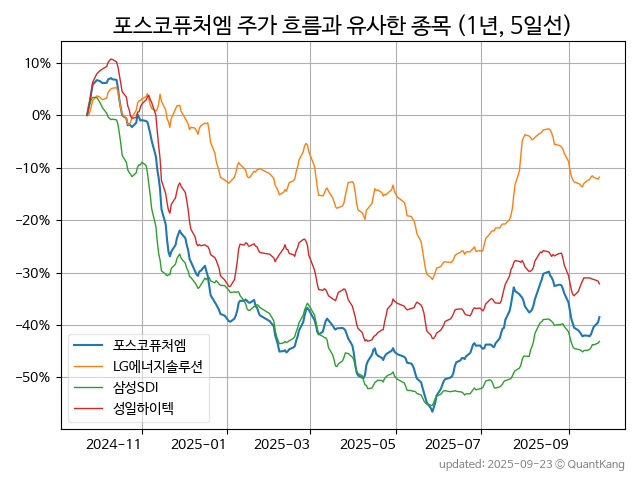 포스코퓨처엠 주가 흐름과 유사한 종목 (1년, 5일선)
10%
0%
−10%
−20%
−30%
−40%
−50%
포스코퓨처엠
LG에너지솔루션
삼성SDI
성일하이텍
2024-11
2025-01
2025-03
2025-05
2025-07
2025-09
updated: 2025-09-23 © QuantKang